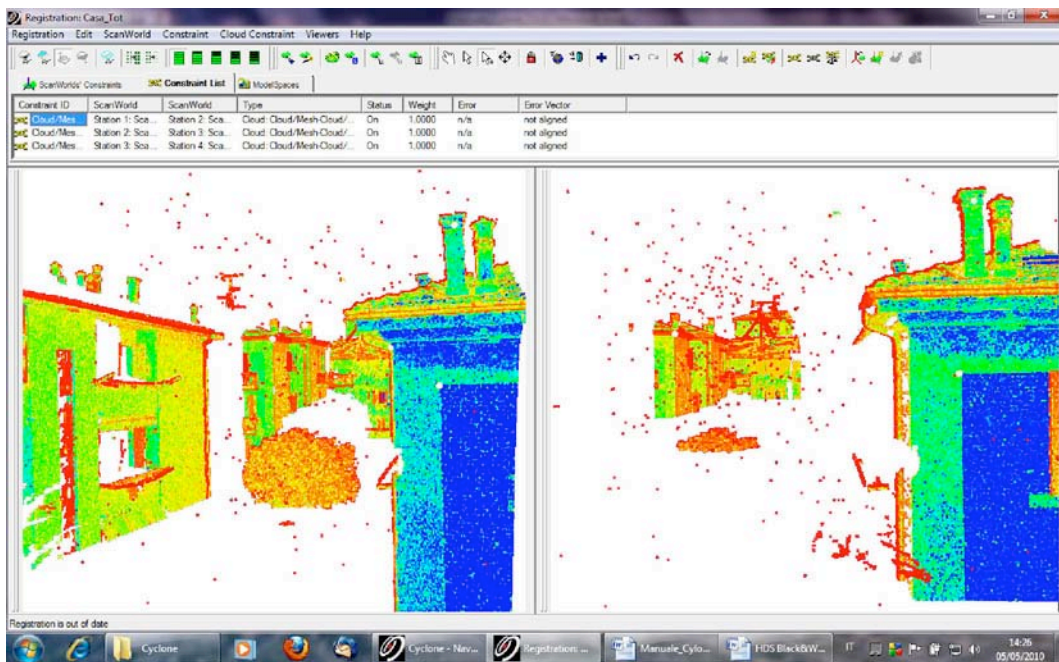 Registration: Casa_Tot
Registration Edit ScanWorld Constraint Cloud Constraint Viewers Help
ScanWorlds' Constraints Constraint List ModelSpaces
Constraint ID ScanWorld ScanWorld Type Status Weight Error Error Vector
Cloud/Mes... Station 1: Sca... Station 2: Sca... Cloud: Cloud/Mesh-Cloud/... On 1.0000 n/a not aligned
Cloud/Mes... Station 2: Sca... Station 3: Sca... Cloud: Cloud/Mesh-Cloud/... On 1.0000 n/a not aligned
Cloud/Mes... Station 3: Sca... Station 4: Sca... Cloud: Cloud/Mesh-Cloud/... On 1.0000 n/a not aligned
Registration is out of date
Cyclone Cyclone - Nav... Registration: ... Manuale_Cylo... HDS Black&W... IT 14:26
05/05/2010